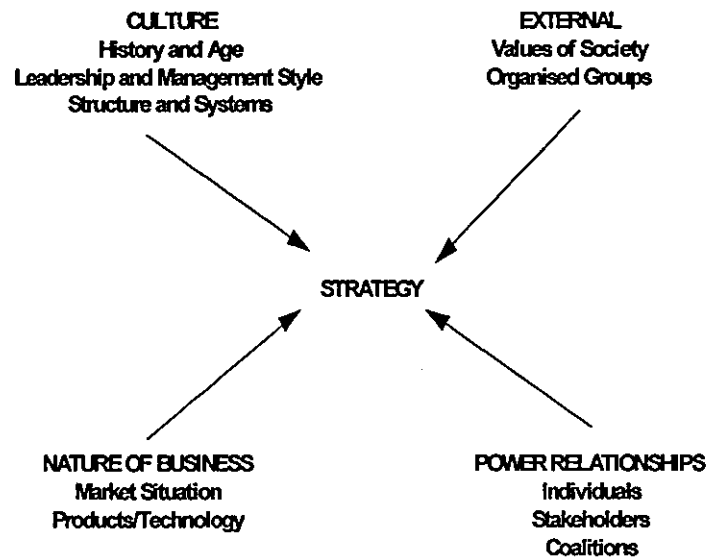 CULTURE
History and Age
Leadership and Management Style
Structure and Systems
EXTERNAL
Values of Society
Organised Groups
STRATEGY
NATURE OF BUSINESS
Market Situation
Products/Technology
POWER RELATIONSHIPS
Individuals
Stakeholders
Coalitions